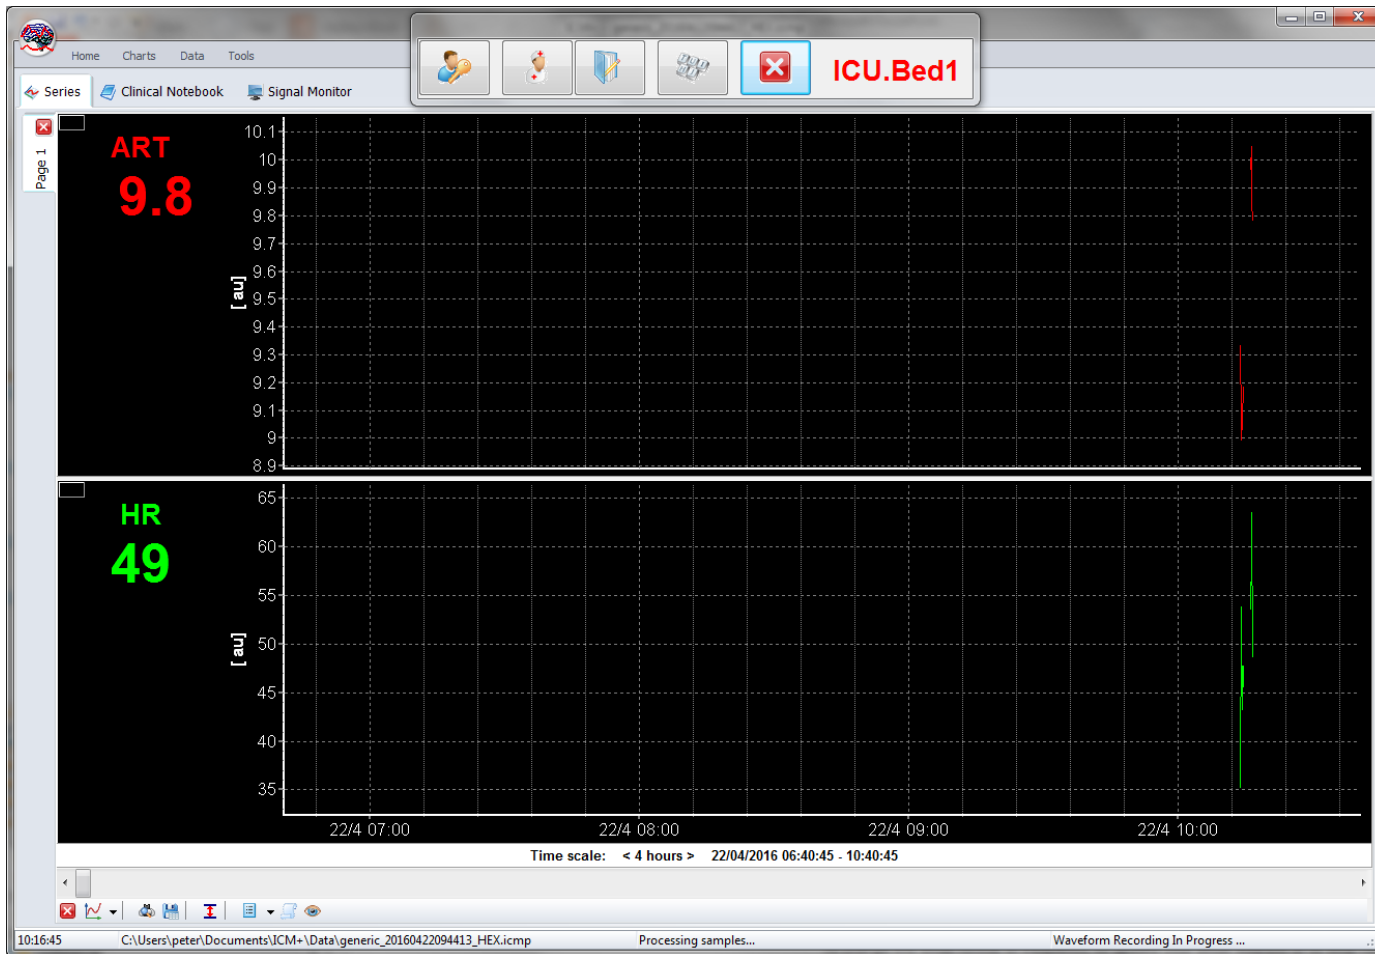 ICU.Bed1
Home Charts Data Tools
Series Clinical Notebook Signal Monitor
Page 1
ART
9.8
[ au]
10.1
10
9.9
9.8
9.7
9.6
9.5
9.4
9.3
9.2
9.1
9
8.9
HR
49
[ au]
65
60
55
50
45
40
35
22/4 07:00 22/4 08:00 22/4 09:00 22/4 10:00
Time scale: < 4 hours > 22/04/2016 06:40:45 - 10:40:45
10:16:45 C:\Users\peter\Documents\ICM+\Data\generic_20160422094413_HEX.icmp Processing samples... Waveform Recording In Progress ...